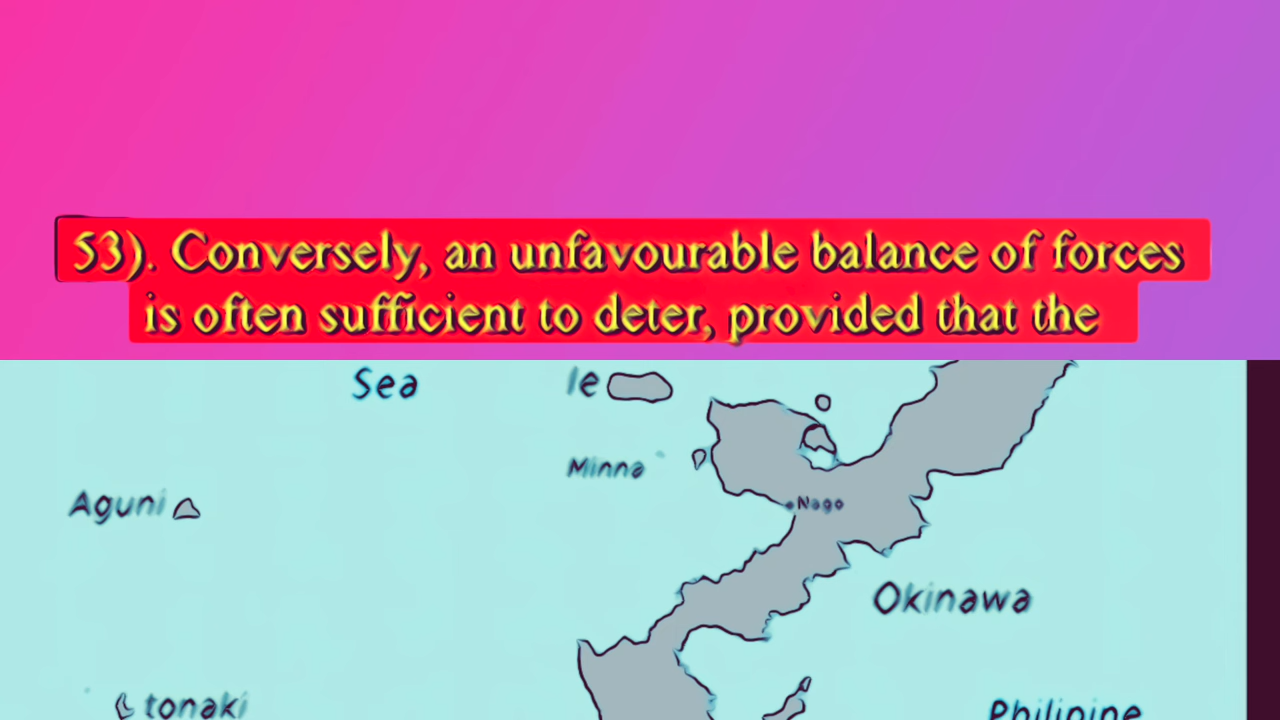 53). Conversely, an unfavourable balance of forces
is often sufficient to deter, provided that the
Sea
Ie
Minna
Aguni
Nago
Okinawa
tonaki
Philipine